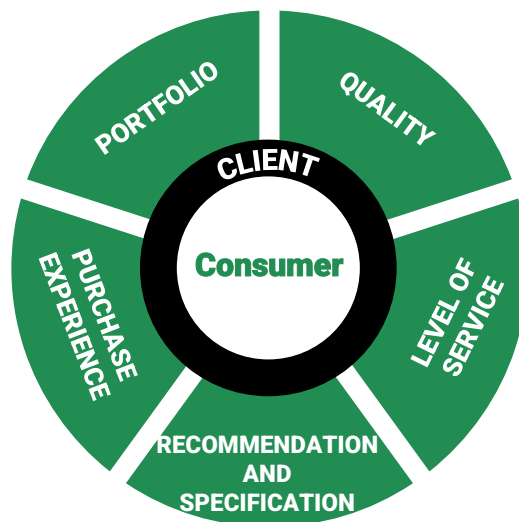 PORTFOLIO
QUALITY
CLIENT
Consumer
PURCHASE
EXPERIENCE
LEVEL OF
SERVICE
RECOMMENDATION
AND
SPECIFICATION